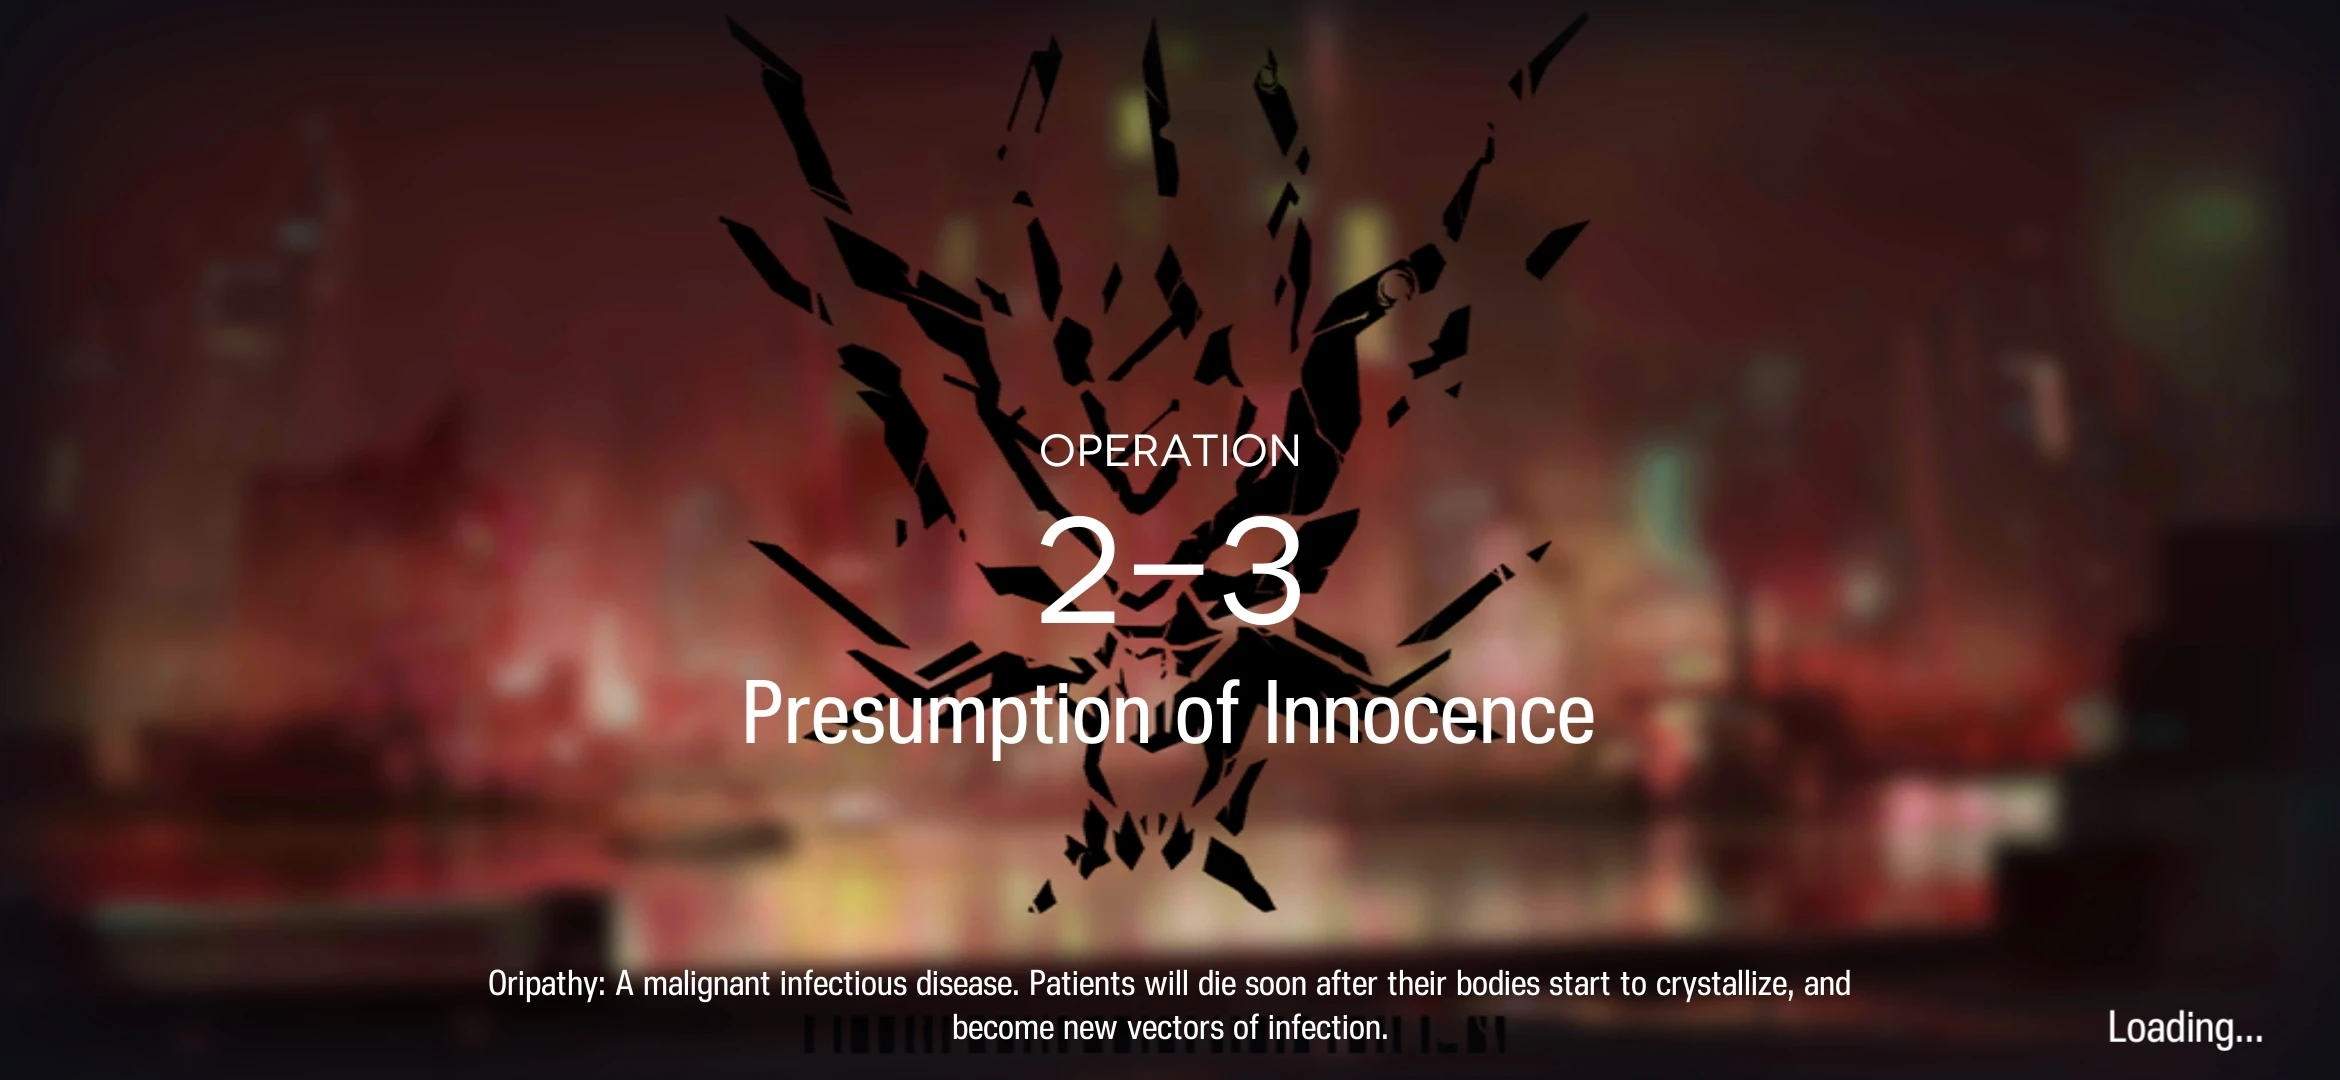 OPERATION
2-3
Presumption of Innocence
Oripathy: A malignant infectious disease. Patients will die soon after their bodies start to crystallize, and
become new vectors of infection.
Loading...